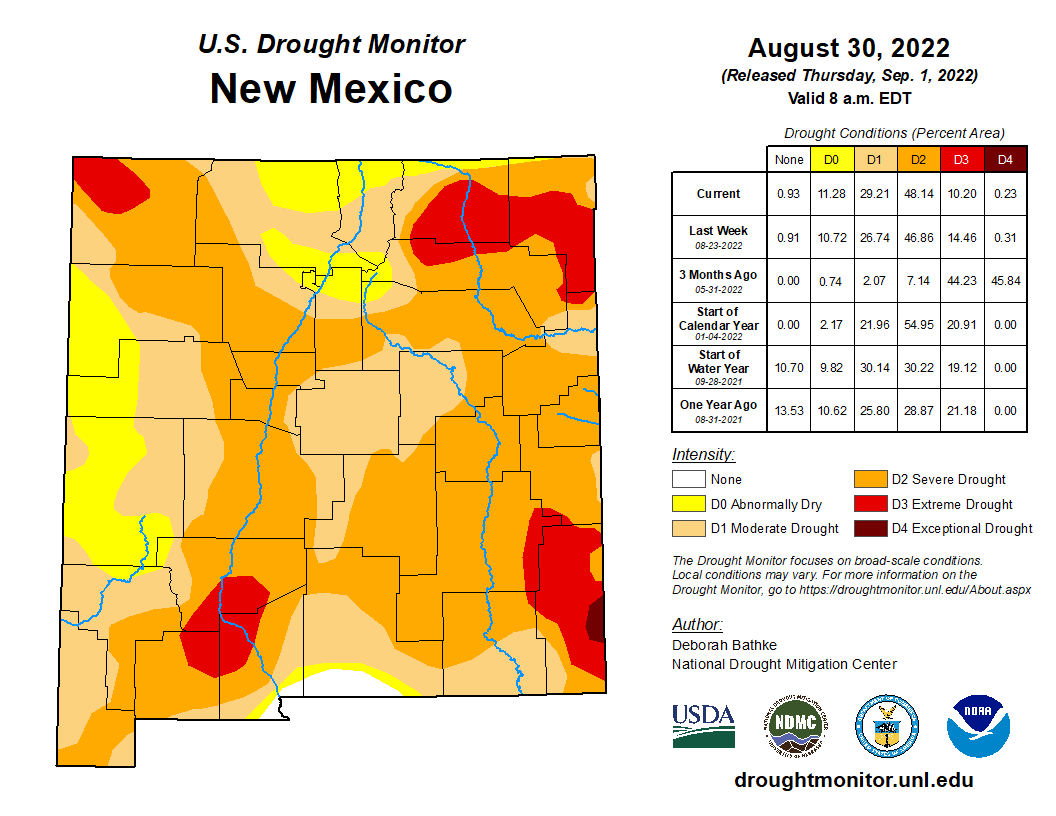 U.S. Drought Monitor
New Mexico
August 30, 2022
(Released Thursday, Sep. 1, 2022)
Valid 8 a.m. EDT
Drought Conditions (Percent Area)
None D0 D1 D2 D3 D4
Current 0.93 11.28 29.21 48.14 10.20 0.23
Last Week
08-23-2022 0.91 10.72 26.74 46.86 14.46 0.31
3 Months Ago
05-31-2022 0.00 0.74 2.07 7.14 44.23 45.84
Start of
Calendar Year
01-04-2022 0.00 2.17 21.96 54.95 20.91 0.00
Start of
Water Year
09-28-2021 10.70 9.82 30.14 30.22 19.12 0.00
One Year Ago
08-31-2021 13.53 10.62 25.80 28.87 21.18 0.00
Intensity:
None
D0 Abnormally Dry
D1 Moderate Drought
D2 Severe Drought
D3 Extreme Drought
D4 Exceptional Drought
The Drought Monitor focuses on broad-scale conditions.
Local conditions may vary. For more information on the
Drought Monitor, go to https://droughtmonitor.unl.edu/About.aspx
Author:
Deborah Bathke
National Drought Mitigation Center
USDA
NDMC
NOAA
droughtmonitor.unl.edu